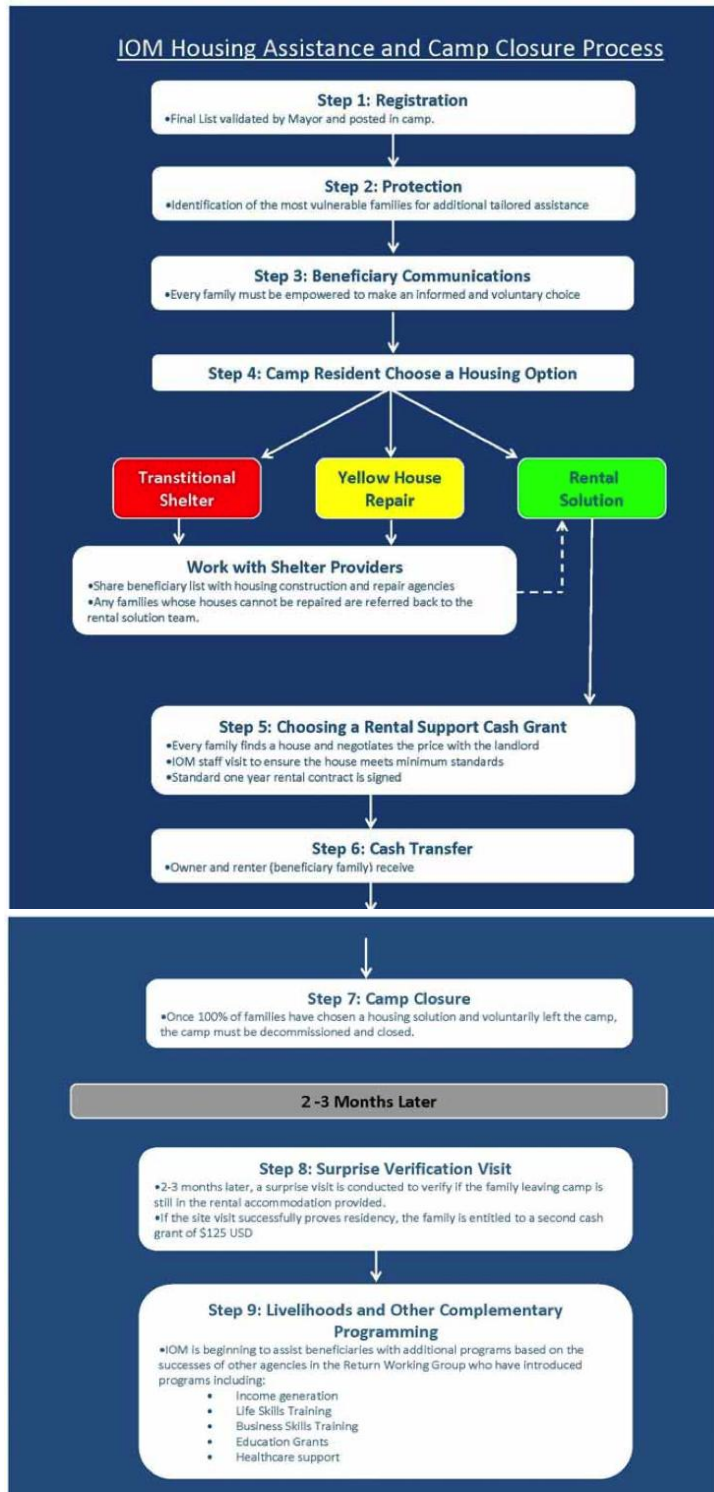 IOM Housing Assistance and Camp Closure Process
Step 1: Registration
•Final List validated by Mayor and posted in camp.
Step 2: Protection
•Identification of the most vulnerable families for additional tailored assistance
Step 3: Beneficiary Communications
•Every family must be empowered to make an informed and voluntary choice
Step 4: Camp Resident Choose a Housing Option
Transtitional
Shelter
Yellow House
Repair
Rental
Solution
Work with Shelter Providers
•Share beneficiary list with housing construction and repair agencies
•Any families whose houses cannot be repaired are referred back to the
rental solution team.
Step 5: Choosing a Rental Support Cash Grant
•Every family finds a house and negotiates the price with the landlord
•IOM staff visit to ensure the house meets minimum standards
•Standard one year rental contract is signed
Step 6: Cash Transfer
•Owner and renter (beneficiary family) receive
Step 7: Camp Closure
•Once 100% of families have chosen a housing solution and voluntarily left the camp,
the camp must be decommissioned and closed.
2 -3 Months Later
Step 8: Surprise Verification Visit
•2-3 months later, a surprise visit is conducted to verify if the family leaving camp is
still in the rental accommodation provided.
•If the site visit successfully proves residency, the family is entitled to a second cash
grant of $125 USD
Step 9: Livelihoods and Other Complementary
Programming
•IOM is beginning to assist beneficiaries with additional programs based on the
successes of other agencies in the Return Working Group who have introduced
programs including:
• Income generation
• Life Skills Training
• Business Skills Training
• Education Grants
• Healthcare support